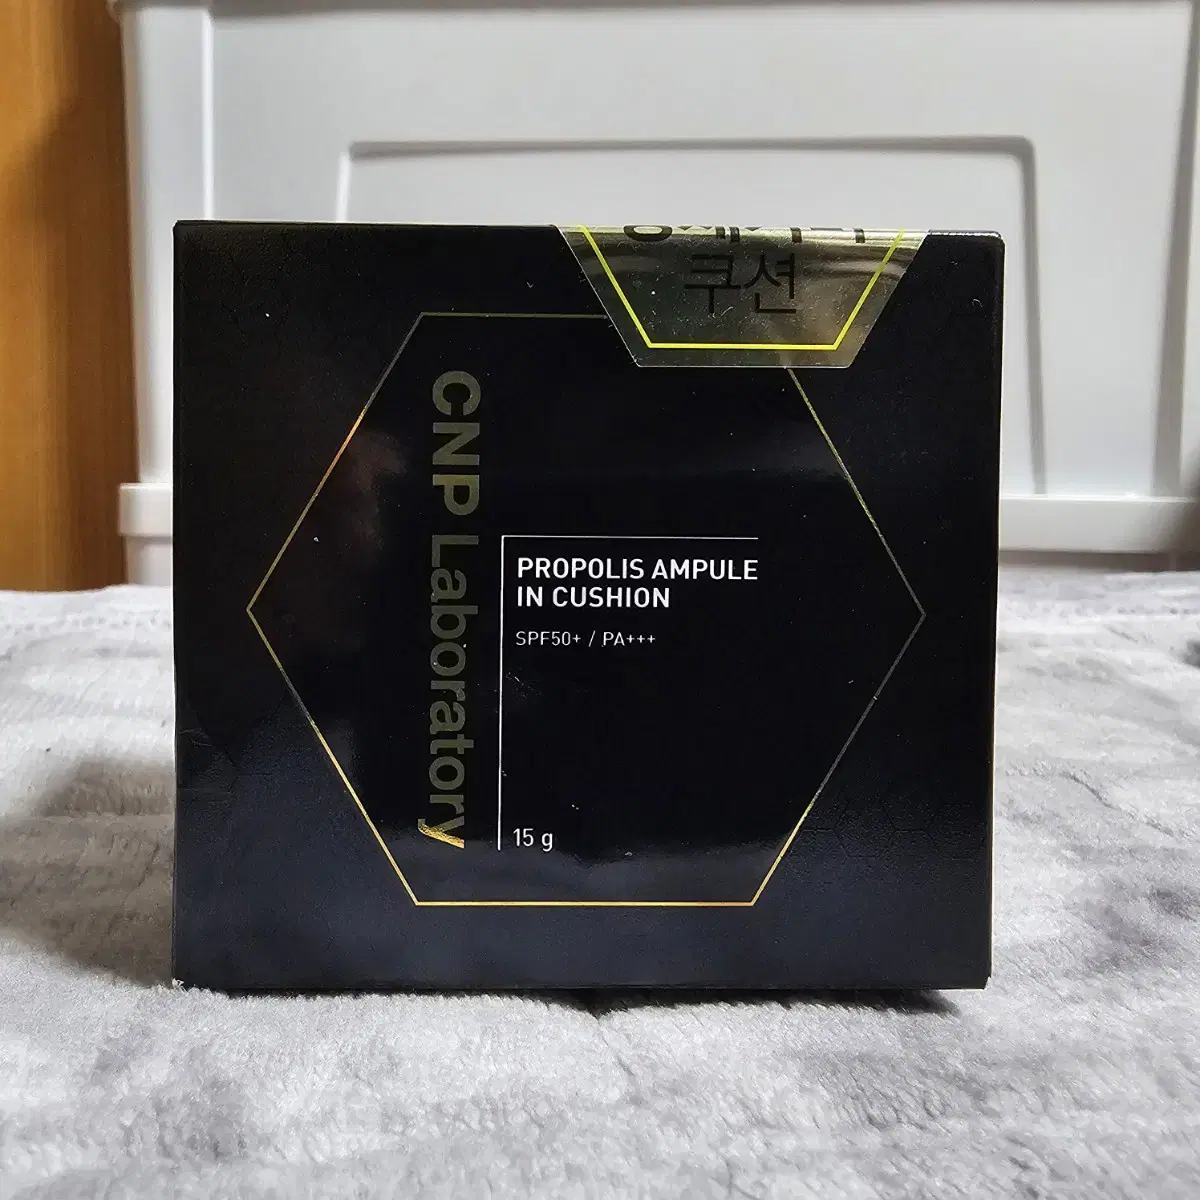 쿠션
CNP Laboratory
PROPOLIS AMPULE
IN CUSHION
SPF50+ / PA+++
15 g